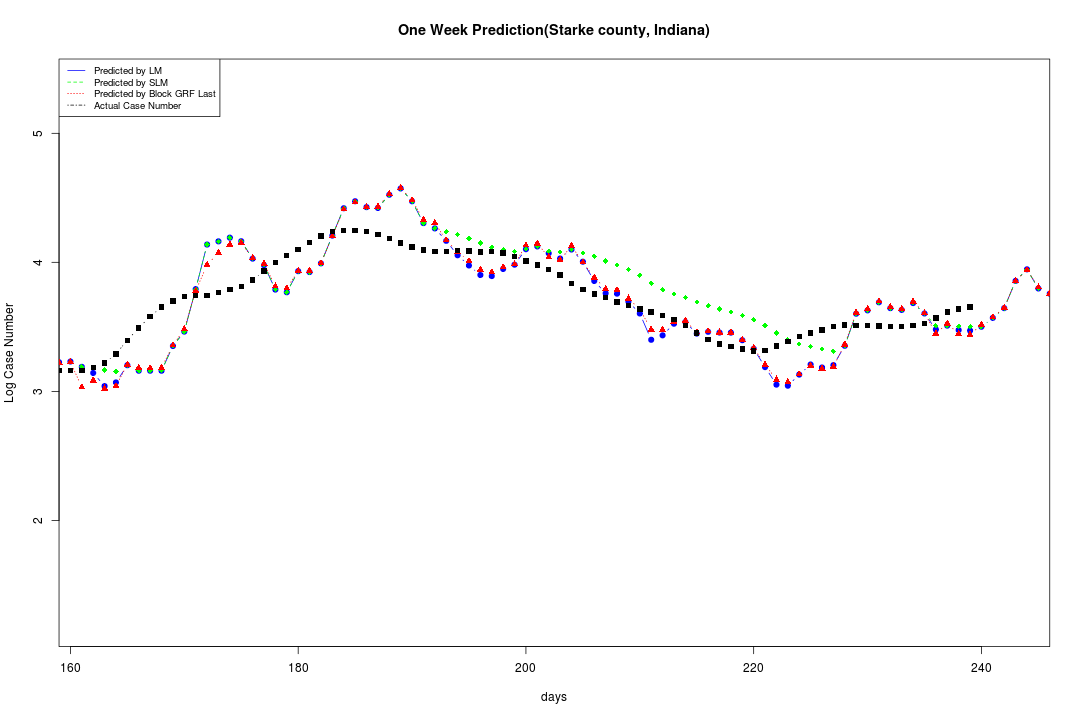 One Week Prediction(Starke county, Indiana)
Predicted by LM
Predicted by SLM
Predicted by Block GRF Last
Actual Case Number
5
4
3
2
Log Case Number
160
180
200
220
240
days